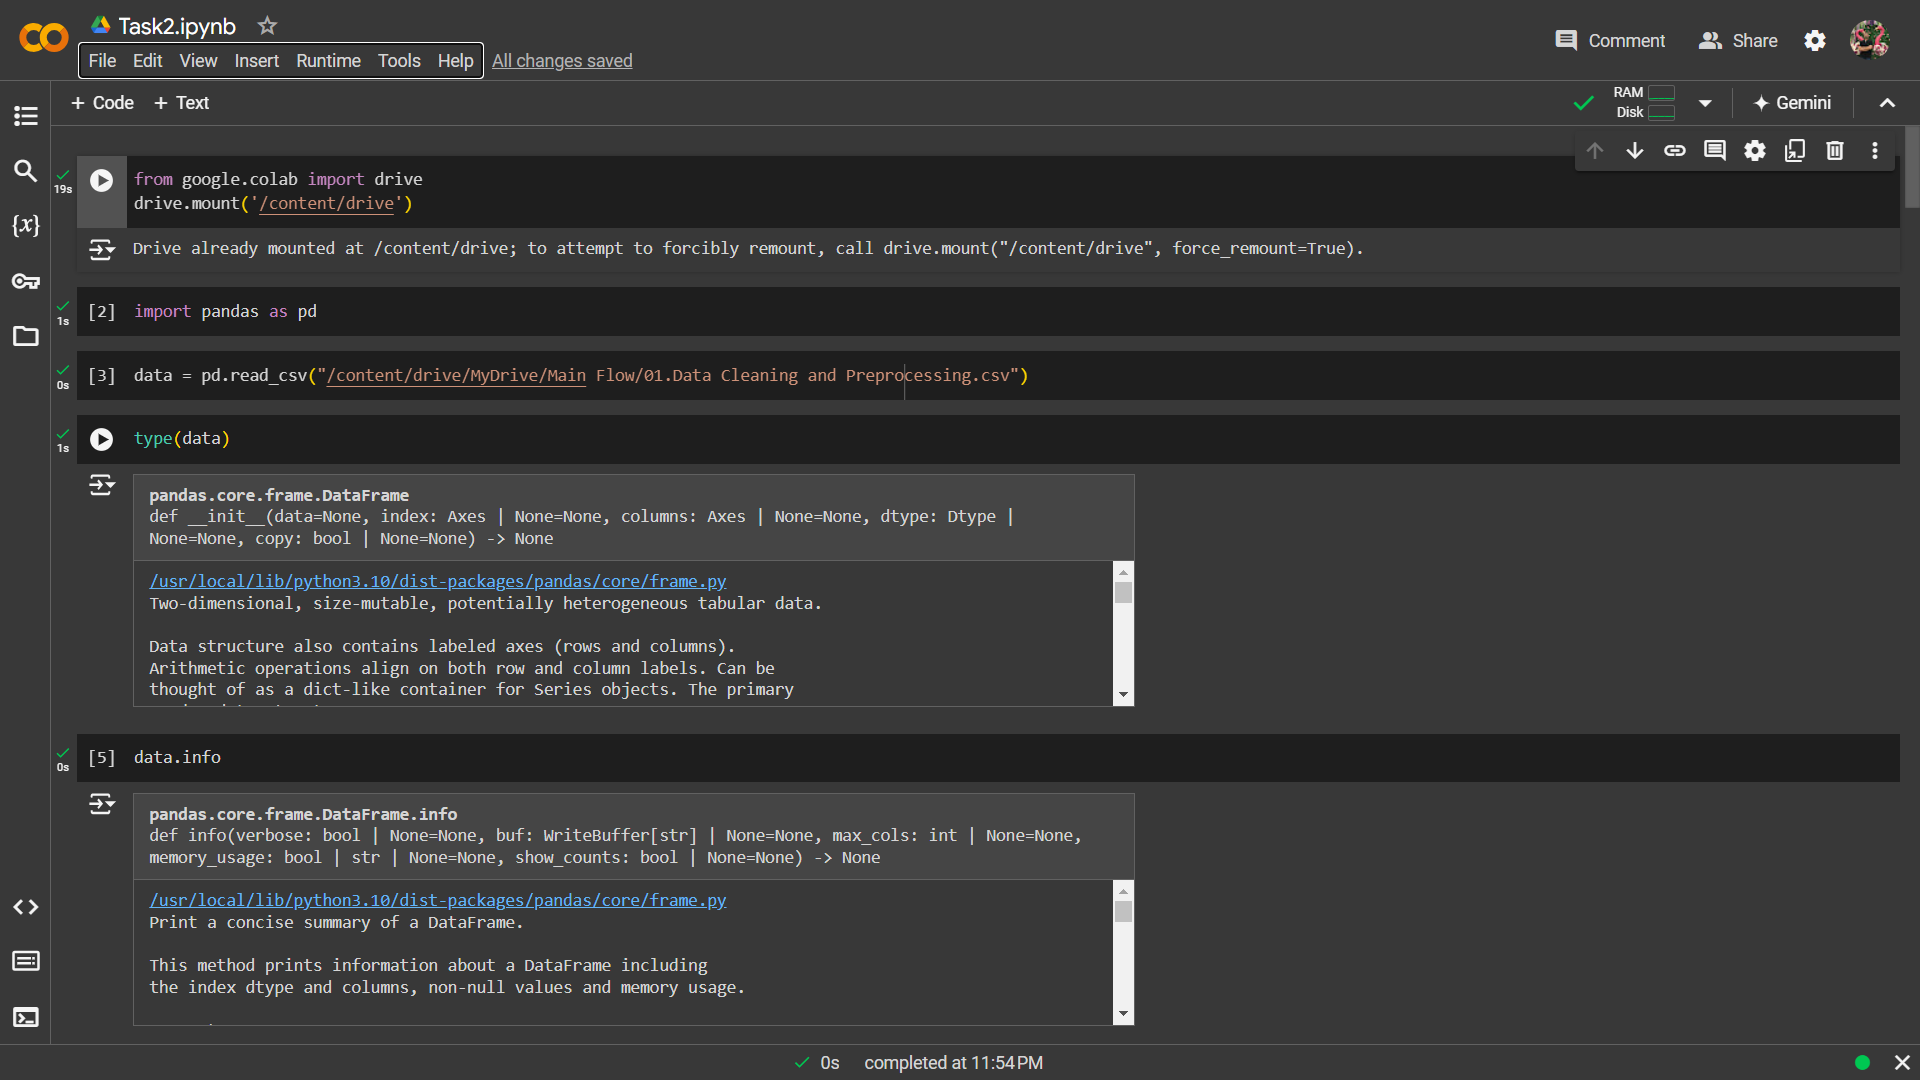 Task2.ipynb
File Edit View Insert Runtime Tools Help All changes saved
Comment Share
+ Code + Text
RAM
Disk
Gemini
19s
from google.colab import drive
drive.mount('/content/drive')
Drive already mounted at /content/drive; to attempt to forcibly remount, call drive.mount("/content/drive", force_remount=True).
1s
[2] import pandas as pd
0s
[3] data = pd.read_csv("/content/drive/MyDrive/Main Flow/01.Data Cleaning and Preprocessing.csv")
1s
type(data)
pandas.core.frame.DataFrame
def __init__(data=None, index: Axes | None=None, columns: Axes | None=None, dtype: Dtype |
None=None, copy: bool | None=None) -> None
/usr/local/lib/python3.10/dist-packages/pandas/core/frame.py
Two-dimensional, size-mutable, potentially heterogeneous tabular data.
Data structure also contains labeled axes (rows and columns).
Arithmetic operations align on both row and column labels. Can be
thought of as a dict-like container for Series objects. The primary
0s
[5] data.info
pandas.core.frame.DataFrame.info
def info(verbose: bool | None=None, buf: WriteBuffer[str] | None=None, max_cols: int | None=None,
memory_usage: bool | str | None=None, show_counts: bool | None=None) -> None
/usr/local/lib/python3.10/dist-packages/pandas/core/frame.py
Print a concise summary of a DataFrame.
This method prints information about a DataFrame including
the index dtype and columns, non-null values and memory usage.
0s completed at 11:54 PM